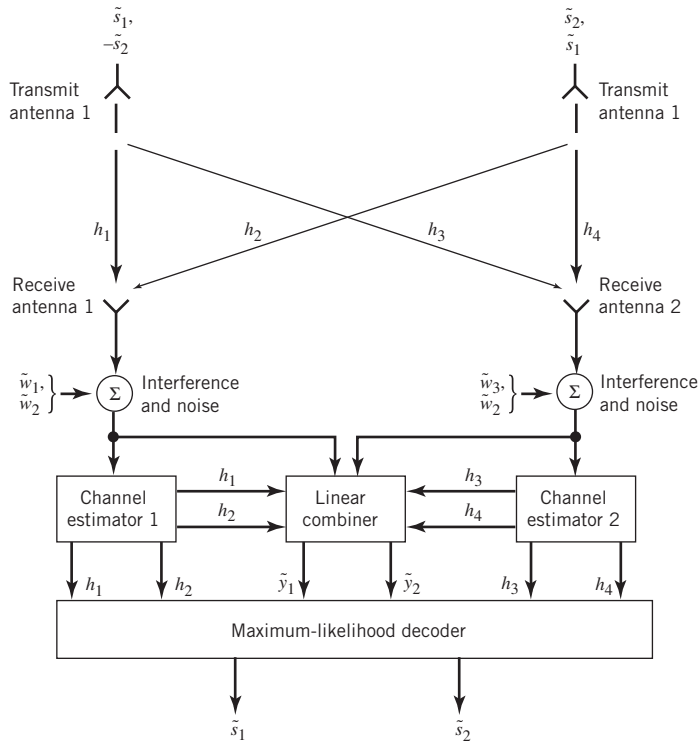 s̃₁, s̃₂,
−s̃₂ s̃₁
Transmit Transmit
antenna 1 antenna 1
h₁ h₂ h₃ h₄
Receive Receive
antenna 1 antenna 2
w̃₁, Σ Interference w̃₃, Σ Interference
w̃₂ and noise w̃₂ and noise
Channel h₁ Linear h₃ Channel
estimator 1 h₂ combiner h₄ estimator 2
h₁ h₂ ỹ₁ ỹ₂ h₃ h₄
Maximum-likelihood decoder
s̃₁ s̃₂